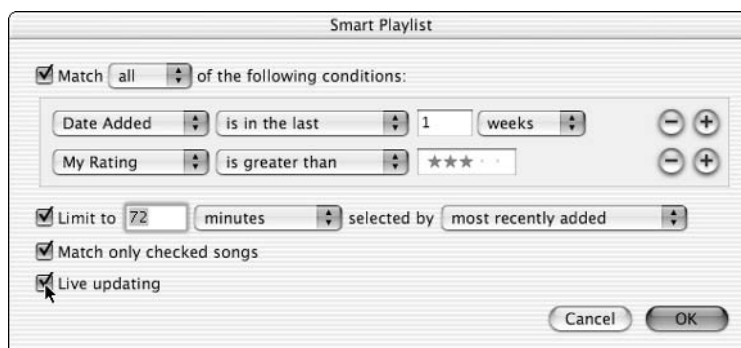 Smart Playlist
Match all of the following conditions:
Date Added is in the last 1 weeks
My Rating is greater than ★★★··
Limit to 72 minutes selected by most recently added
Match only checked songs
Live updating
Cancel OK